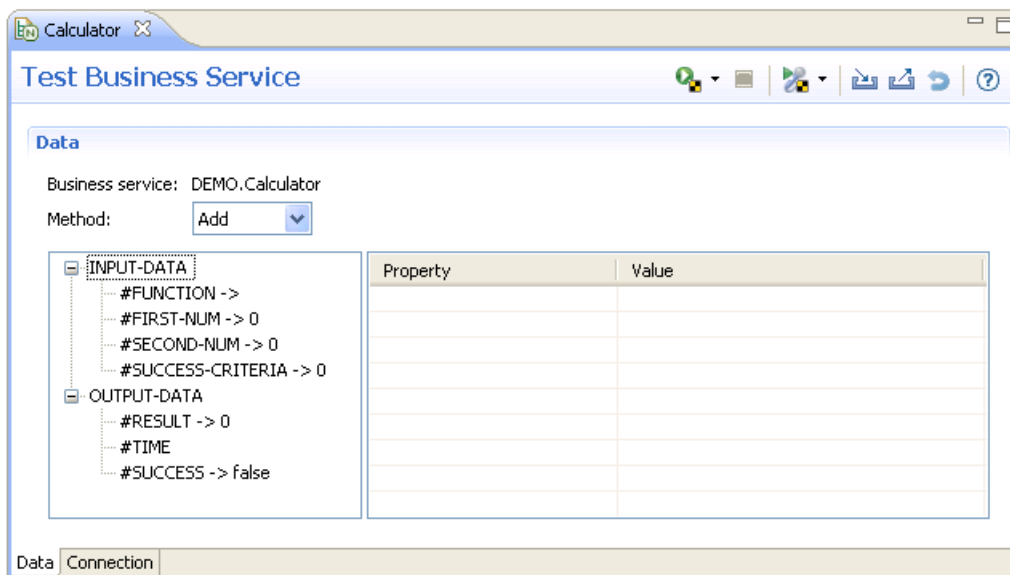 Calculator
Test Business Service
Data
Business service: DEMO.Calculator
Method: Add
INPUT-DATA
#FUNCTION ->
#FIRST-NUM -> 0
#SECOND-NUM -> 0
#SUCCESS-CRITERIA -> 0
OUTPUT-DATA
#RESULT -> 0
#TIME
#SUCCESS -> false
Property Value
Data Connection